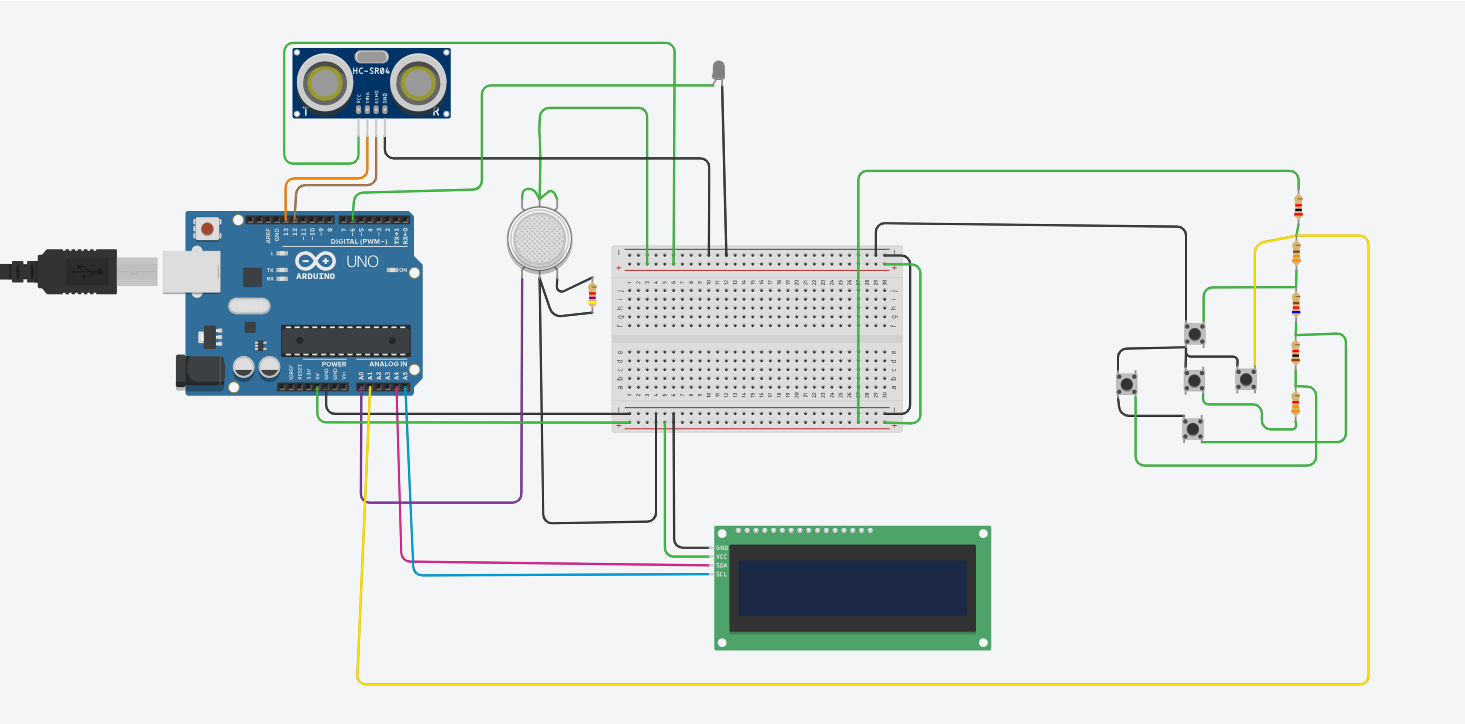 HC-SR04
VCC
TRIG
ECHO
GND
T
R
AREF
GND
13
12
~11
~10
~9
8
7
~6
~5
4
~3
2
TX→1
RX←0
DIGITAL (PWM~)
L
TX
RX
UNO
ON
ARDUINO
POWER
ANALOG IN
IOREF
RESET
3.3V
5V
GND
GND
Vin
A0
A1
A2
A3
A4
A5
j
i
h
g
f
e
d
c
b
a
GND
VCC
SDA
SCL